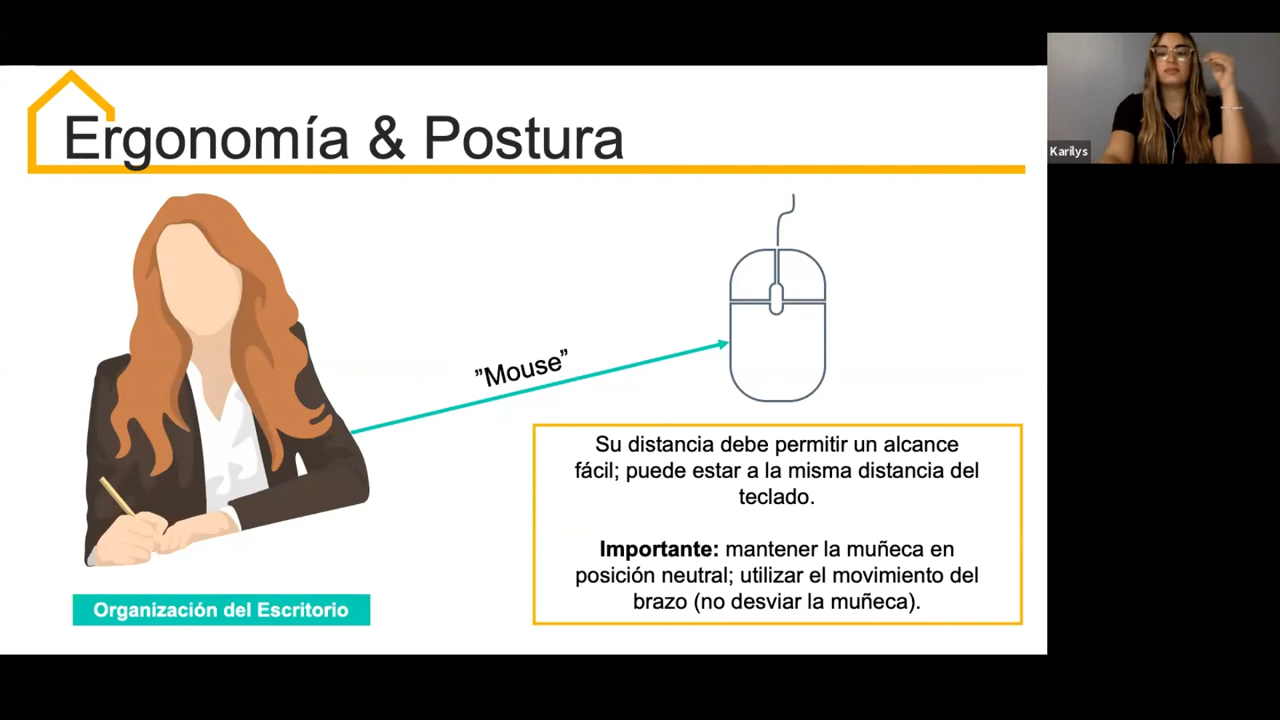 Ergonomía & Postura
Karilys
”Mouse”
Su distancia debe permitir un alcance
fácil; puede estar a la misma distancia del
teclado.
Importante: mantener la muñeca en
posición neutral; utilizar el movimiento del
brazo (no desviar la muñeca).
Organización del Escritorio